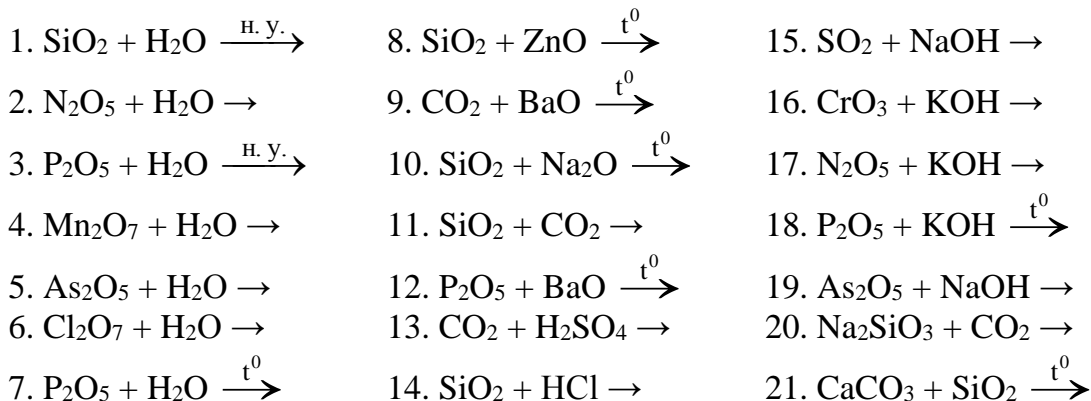 1. SiO₂ + H₂O —н. у.→
2. N₂O₅ + H₂O →
3. P₂O₅ + H₂O —н. у.→
4. Mn₂O₇ + H₂O →
5. As₂O₅ + H₂O →
6. Cl₂O₇ + H₂O →
7. P₂O₅ + H₂O —t⁰→
8. SiO₂ + ZnO —t⁰→
9. CO₂ + BaO —t⁰→
10. SiO₂ + Na₂O —t⁰→
11. SiO₂ + CO₂ →
12. P₂O₅ + BaO —t⁰→
13. CO₂ + H₂SO₄ →
14. SiO₂ + HCl →
15. SO₂ + NaOH →
16. CrO₃ + KOH →
17. N₂O₅ + KOH →
18. P₂O₅ + KOH —t⁰→
19. As₂O₅ + NaOH →
20. Na₂SiO₃ + CO₂ →
21. CaCO₃ + SiO₂ —t⁰→